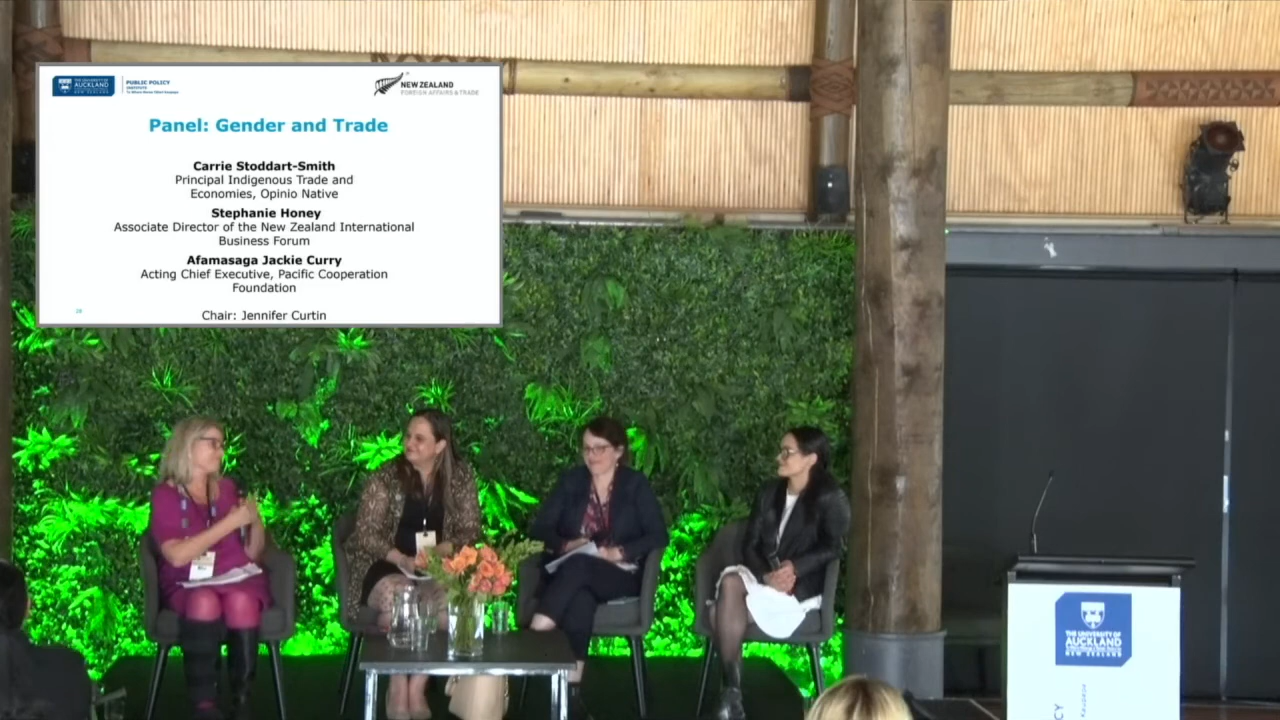 THE UNIVERSITY OF
AUCKLAND
NEW ZEALAND
PUBLIC POLICY
INSTITUTE
NEW ZEALAND
FOREIGN AFFAIRS & TRADE
Panel: Gender and Trade
Carrie Stoddart-Smith
Principal Indigenous Trade and
Economies, Opinio Native
Stephanie Honey
Associate Director of the New Zealand International
Business Forum
Afamasaga Jackie Curry
Acting Chief Executive, Pacific Cooperation
Foundation
Chair: Jennifer Curtin
THE UNIVERSITY OF
AUCKLAND
NEW ZEALAND